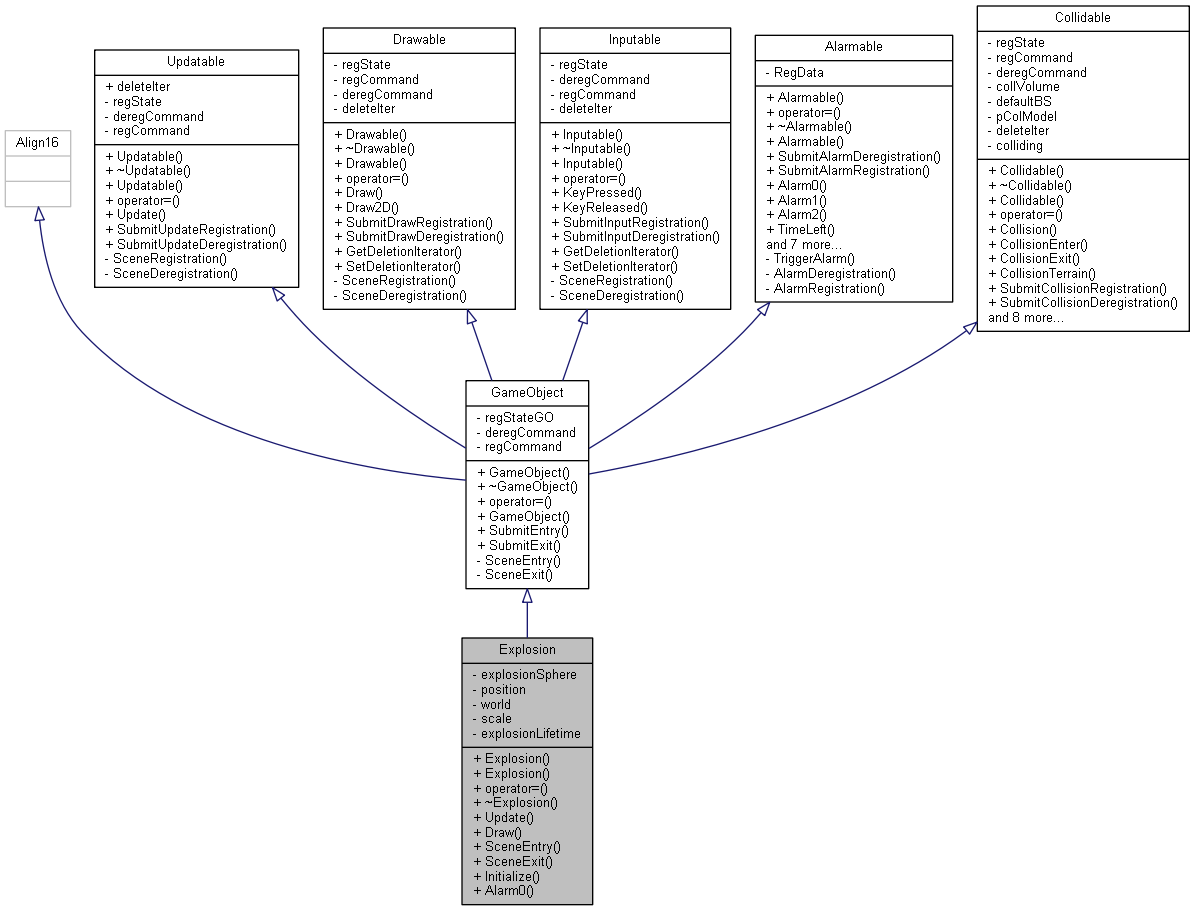 Align16
Updatable
+ deleteIter
- regState
- deregCommand
- regCommand
+ Updatable()
+ ~Updatable()
+ Updatable()
+ operator=()
+ Update()
+ SubmitUpdateRegistration()
+ SubmitUpdateDeregistration()
- SceneRegistration()
- SceneDeregistration()
Drawable
- regState
- regCommand
- deregCommand
- deleteIter
+ Drawable()
+ ~Drawable()
+ Drawable()
+ operator=()
+ Draw()
+ Draw2D()
+ SubmitDrawRegistration()
+ SubmitDrawDeregistration()
+ GetDeletionIterator()
+ SetDeletionIterator()
- SceneRegistration()
- SceneDeregistration()
Inputable
- regState
- deregCommand
- regCommand
- deleteIter
+ Inputable()
+ ~Inputable()
+ Inputable()
+ operator=()
+ KeyPressed()
+ KeyReleased()
+ SubmitInputRegistration()
+ SubmitInputDeregistration()
+ GetDeletionIterator()
+ SetDeletionIterator()
- SceneRegistration()
- SceneDeregistration()
Alarmable
- RegData
+ Alarmable()
+ operator=()
+ ~Alarmable()
+ Alarmable()
+ SubmitAlarmDeregistration()
+ SubmitAlarmRegistration()
+ Alarm0()
+ Alarm1()
+ Alarm2()
+ TimeLeft()
and 7 more...
- TriggerAlarm()
- AlarmDeregistration()
- AlarmRegistration()
Collidable
- regState
- regCommand
- deregCommand
- collVolume
- defaultBS
- pColModel
- deleteIter
- colliding
+ Collidable()
+ ~Collidable()
+ Collidable()
+ operator=()
+ Collision()
+ CollisionEnter()
+ CollisionExit()
+ CollisionTerrain()
+ SubmitCollisionRegistration()
+ SubmitCollisionDeregistration()
and 8 more...
GameObject
- regStateGO
- deregCommand
- regCommand
+ GameObject()
+ ~GameObject()
+ operator=()
+ GameObject()
+ SubmitEntry()
+ SubmitExit()
- SceneEntry()
- SceneExit()
Explosion
- explosionSphere
- position
- world
- scale
- explosionLifetime
+ Explosion()
+ Explosion()
+ operator=()
+ ~Explosion()
+ Update()
+ Draw()
+ SceneEntry()
+ SceneExit()
+ Initialize()
+ Alarm0()